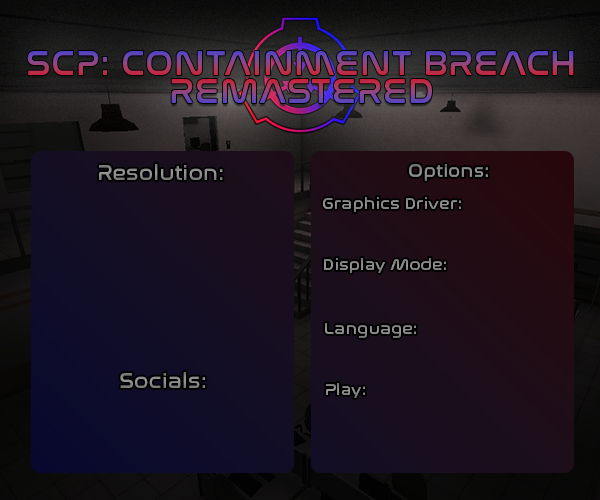 SCP: CONTAINMENT BREACH
REMASTERED
Resolution:
Socials:
Options:
Graphics Driver:
Display Mode:
Language:
Play: